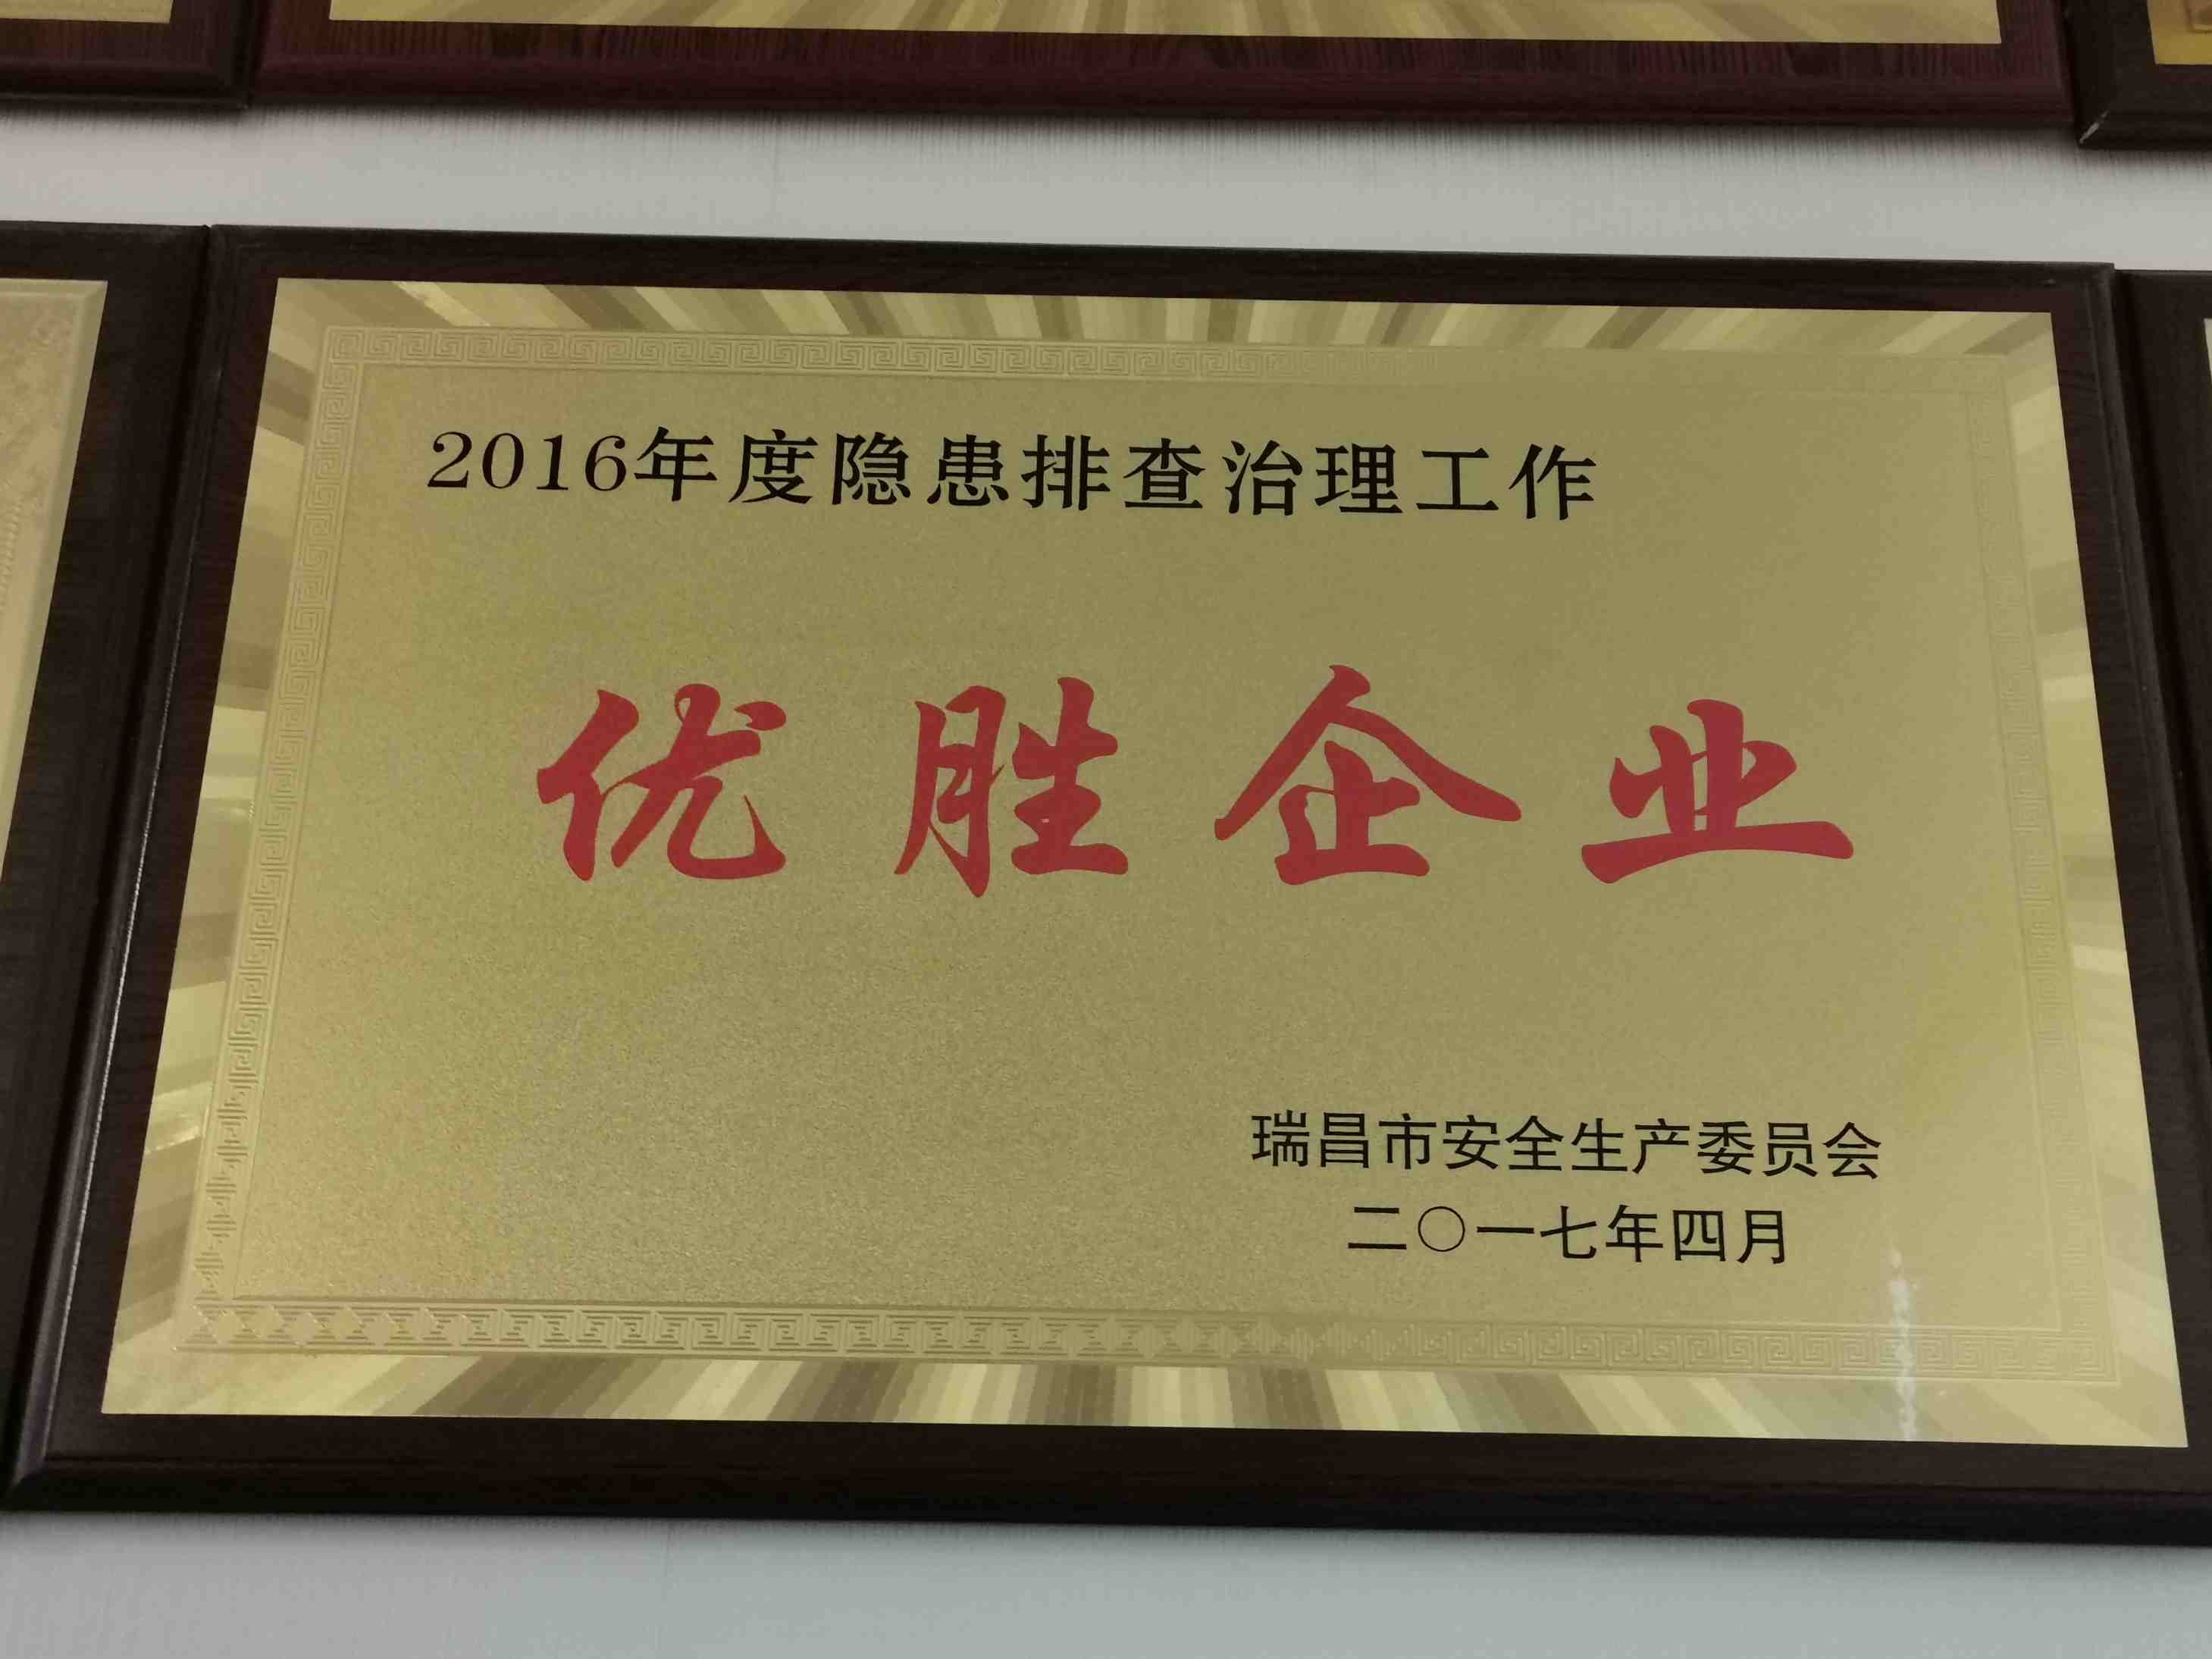 2016年度隐患排查治理工作
优胜企业
瑞昌市安全生产委员会
二〇一七年四月